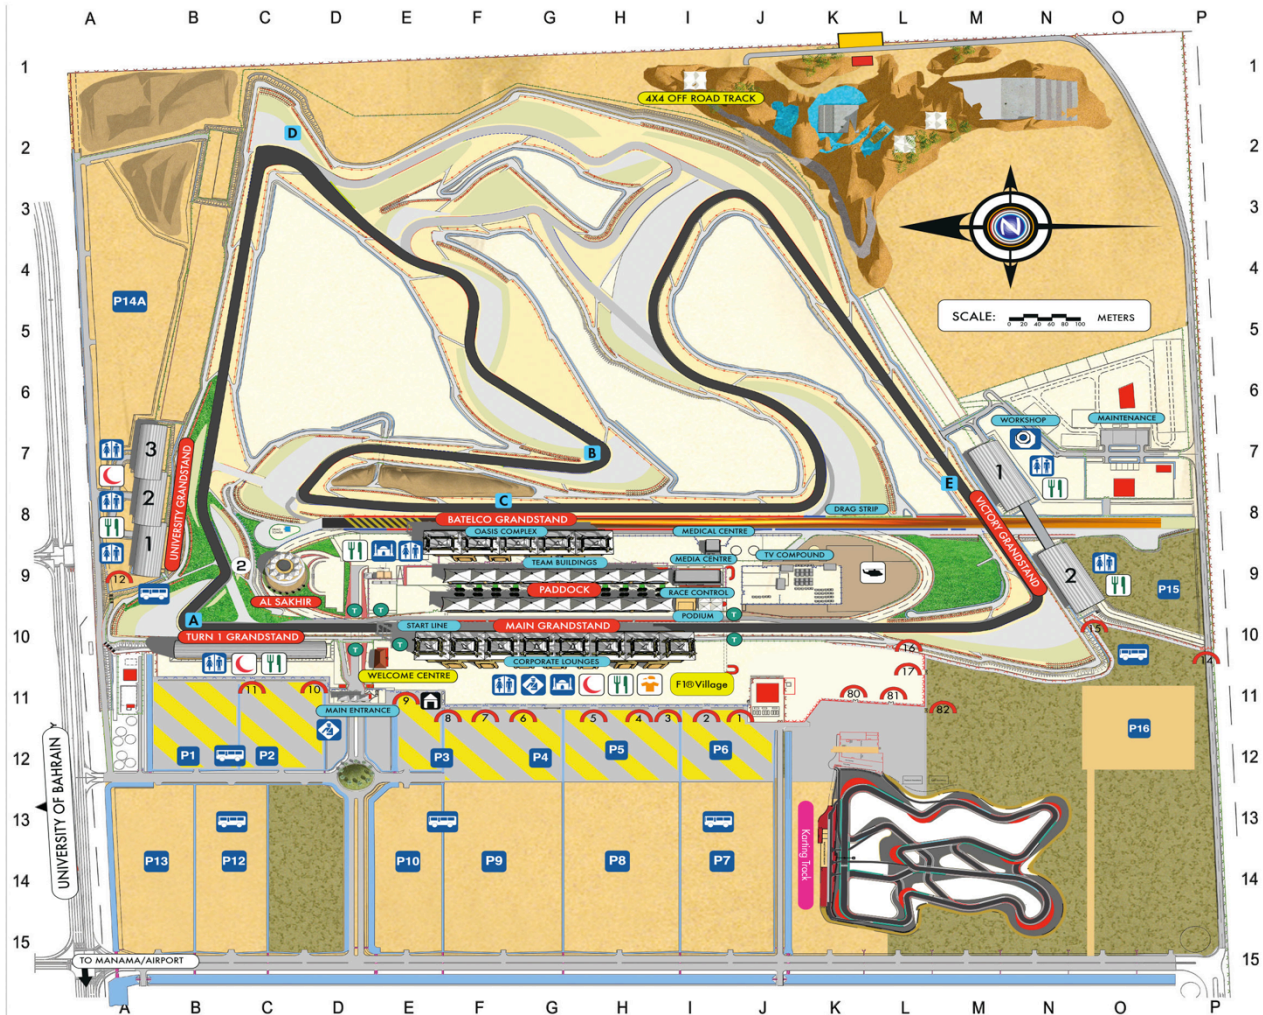 A B C D E F G H I J K L M N O P
1 1
4X4 OFF ROAD TRACK
D
2 2
3 3
N
4 4
P14A
SCALE: 0 20 40 60 80 100 METERS
5 5
6 6
WORKSHOP MAINTENANCE
7 3 B 1 7
UNIVERSITY GRANDSTAND
2 C E
DRAG STRIP
VICTORY GRANDSTAND
8 BATELCO GRANDSTAND 8
OASIS COMPLEX MEDICAL CENTRE
1 TEAM BUILDINGS MEDIA CENTRE TV COMPOUND
9 12 2 2 P15 9
AL SAKHIR PADDOCK RACE CONTROL
T T T PODIUM
A START LINE MAIN GRANDSTAND
10 TURN 1 GRANDSTAND T T 15 10
CORPORATE LOUNGES 16 14
WELCOME CENTRE F1® Village 17
11 11 10 9 80 81 11
MAIN ENTRANCE 8 7 6 5 4 3 2 1 82
P16
12 P1 P2 P3 P4 P5 P6 12
UNIVERSITY OF BAHRAIN
13 13
Karting Track
P13 P12 P10 P9 P8 P7
14 14
15 15
TO MANAMA/AIRPORT
A B C D E F G H I J K L M N O P